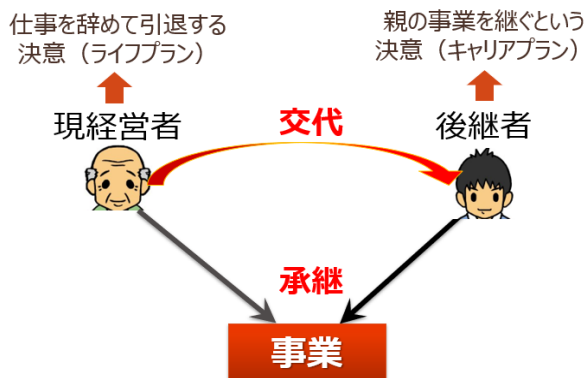 仕事を辞めて引退する
決意（ライフプラン）
親の事業を継ぐという
決意（キャリアプラン）
現経営者
交代
後継者
承継
事業